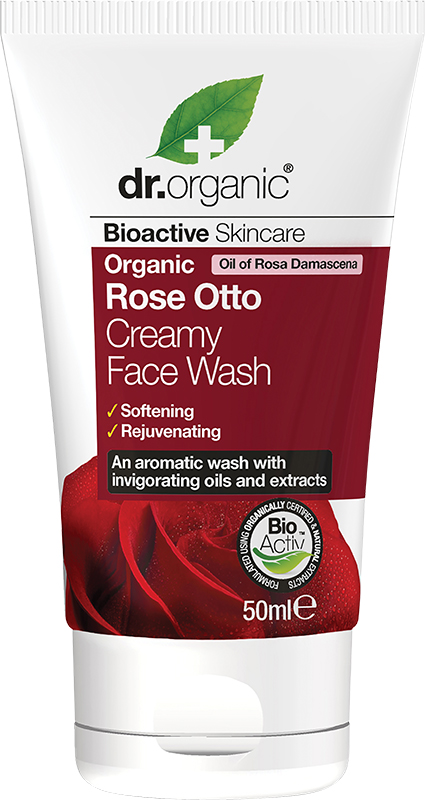 dr.organic®
Bioactive Skincare
Organic
Oil of Rosa Damascena
Rose Otto
Creamy
Face Wash
✓ Softening
✓ Rejuvenating
An aromatic wash with
invigorating oils and extracts
FORMULATED USING ORGANICALLY CERTIFIED & NATURAL EXTRACTS
Bio™
Activ
50ml℮